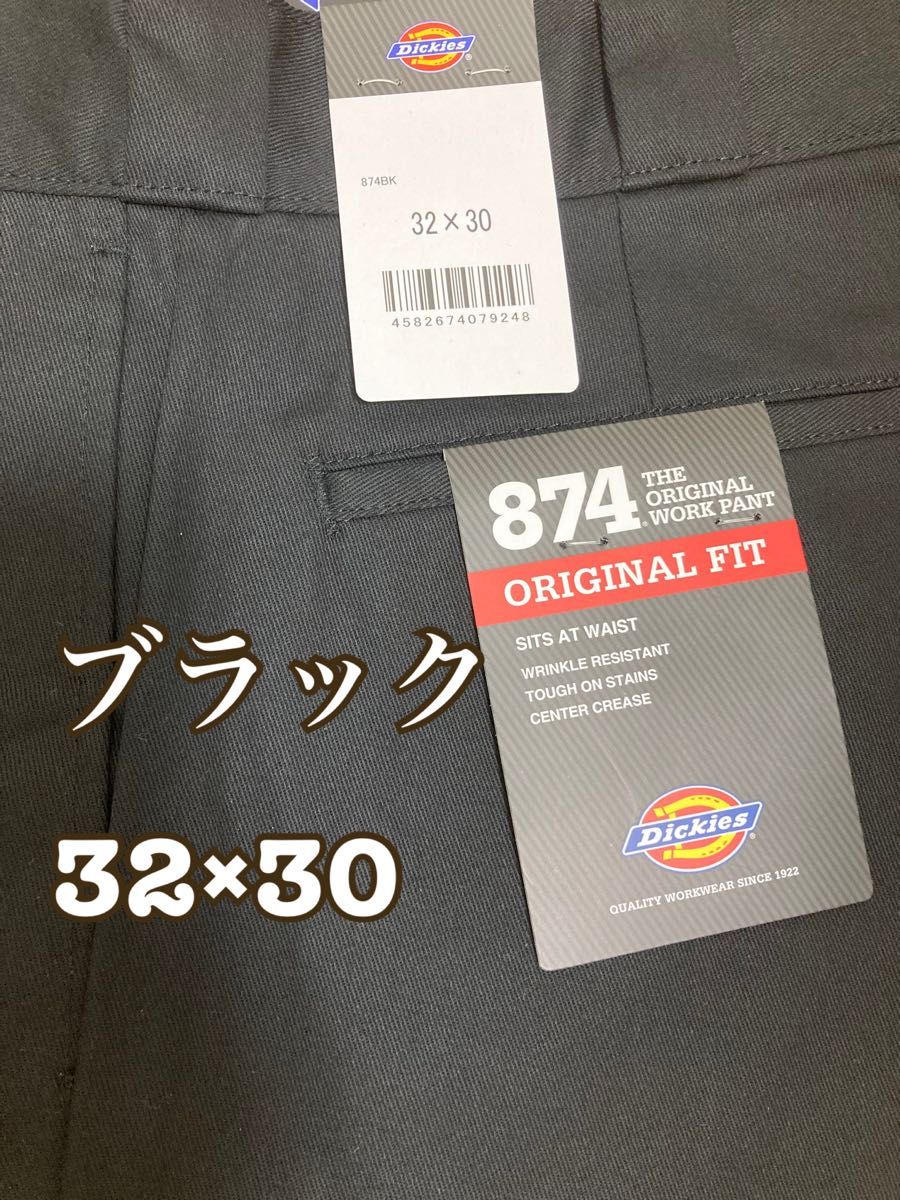 Dickies
874BK
32×30
4582674079248
874 THE ORIGINAL WORK PANT
ORIGINAL FIT
SITS AT WAIST
WRINKLE RESISTANT
TOUGH ON STAINS
CENTER CREASE
Dickies
QUALITY WORKWEAR SINCE 1922
ブラック
32×30